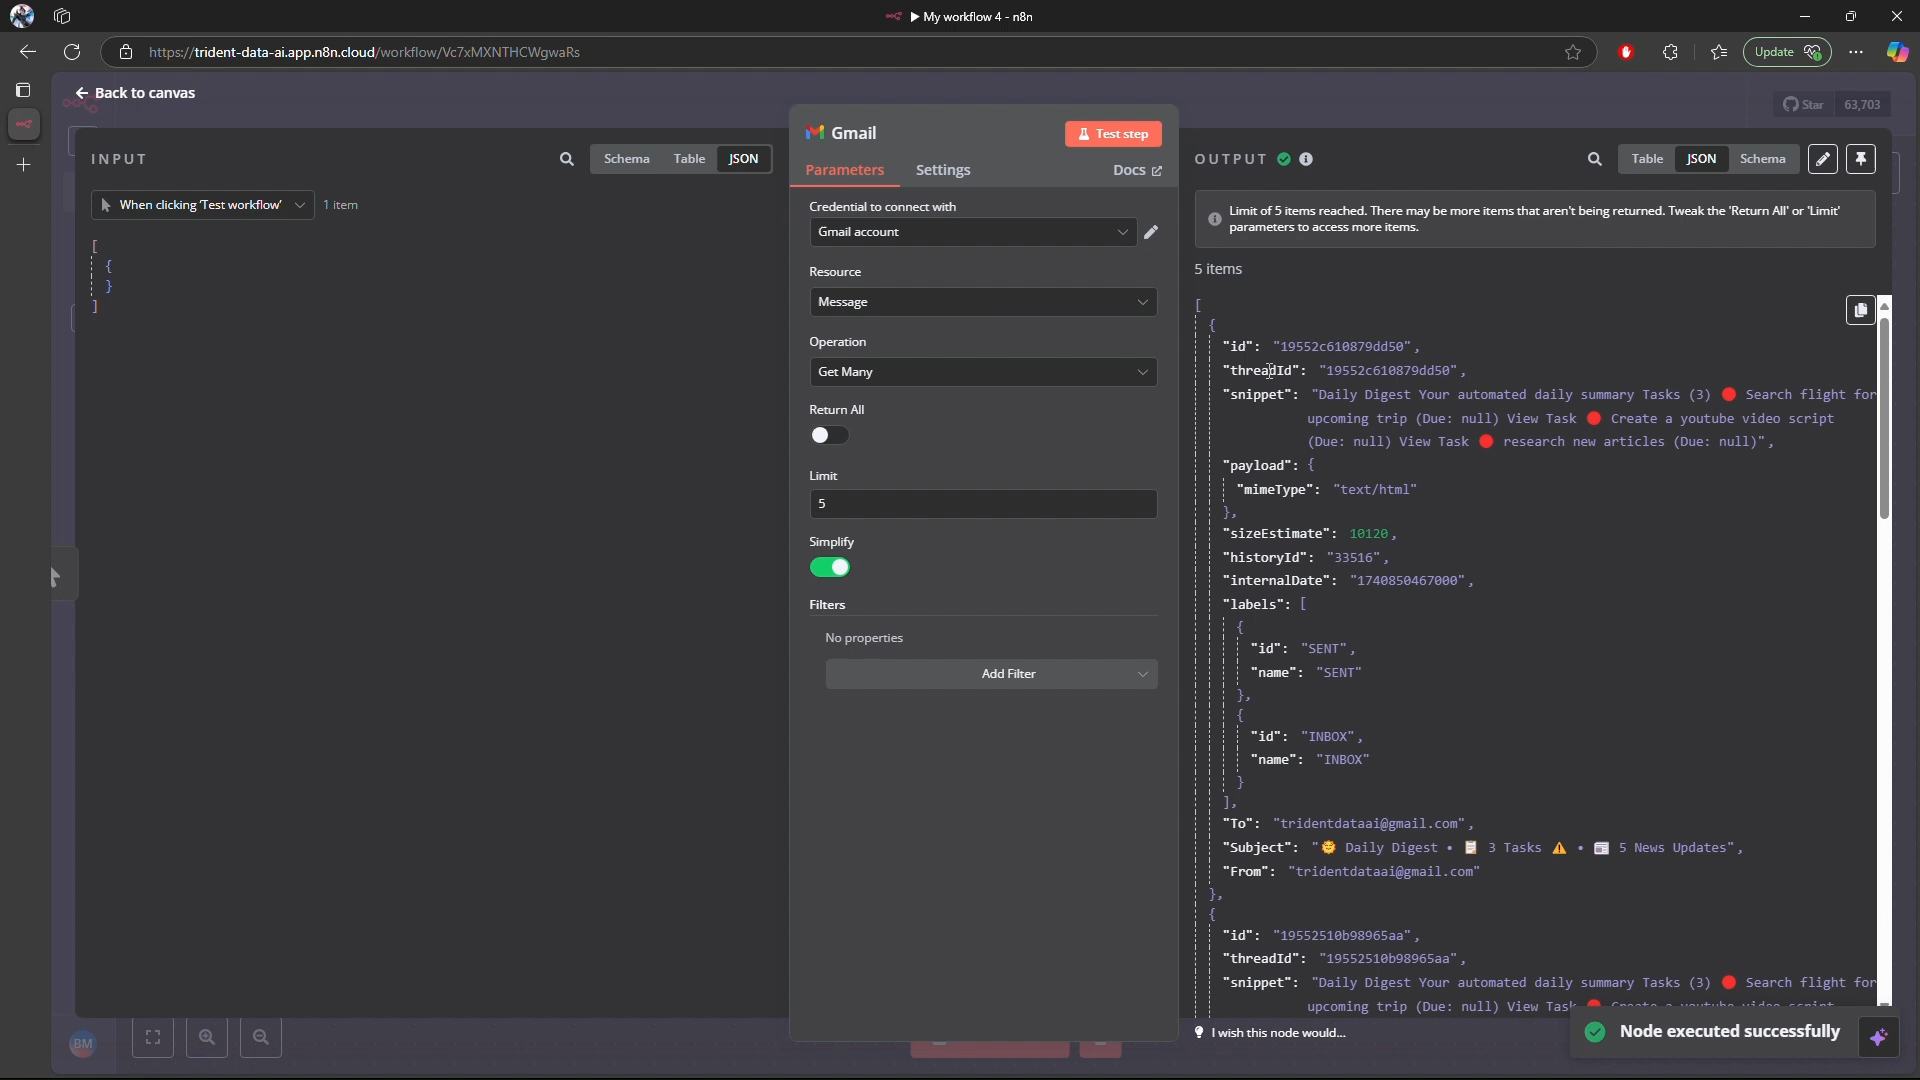 My workflow 4 - n8n
https://trident-data-ai.app.n8n.cloud/workflow/Vc7xMXNTHCWgwaRs
Update
Back to canvas
Star 63,703
INPUT
Schema Table JSON
When clicking 'Test workflow' 1 item
[
{
}
]
Gmail
Test step
Parameters Settings Docs
Credential to connect with
Gmail account
Resource
Message
Operation
Get Many
Return All
Limit
5
Simplify
Filters
No properties
Add Filter
OUTPUT
Table JSON Schema
Limit of 5 items reached. There may be more items that aren't being returned. Tweak the 'Return All' or 'Limit'
parameters to access more items.
5 items
[
{
"id": "19552c610879dd50",
"threadId": "19552c610879dd50",
"snippet": "Daily Digest Your automated daily summary Tasks (3) 🔴 Search flight for
upcoming trip (Due: null) View Task 🔴 Create a youtube video script
(Due: null) View Task 🔴 research new articles (Due: null)",
"payload": {
"mimeType": "text/html"
},
"sizeEstimate": 10120,
"historyId": "33516",
"internalDate": "1740850467000",
"labels": [
{
"id": "SENT",
"name": "SENT"
},
{
"id": "INBOX",
"name": "INBOX"
}
],
"To": "tridentdataai@gmail.com",
"Subject": "🌞 Daily Digest • 📋 3 Tasks ⚠️ • 📰 5 News Updates",
"From": "tridentdataai@gmail.com"
},
{
"id": "19552510b98965aa",
"threadId": "19552510b98965aa",
"snippet": "Daily Digest Your automated daily summary Tasks (3) 🔴 Search flight for
upcoming trip (Due: null) View Task 🔴 Create a youtube video script
I wish this node would...
Node executed successfully
BM